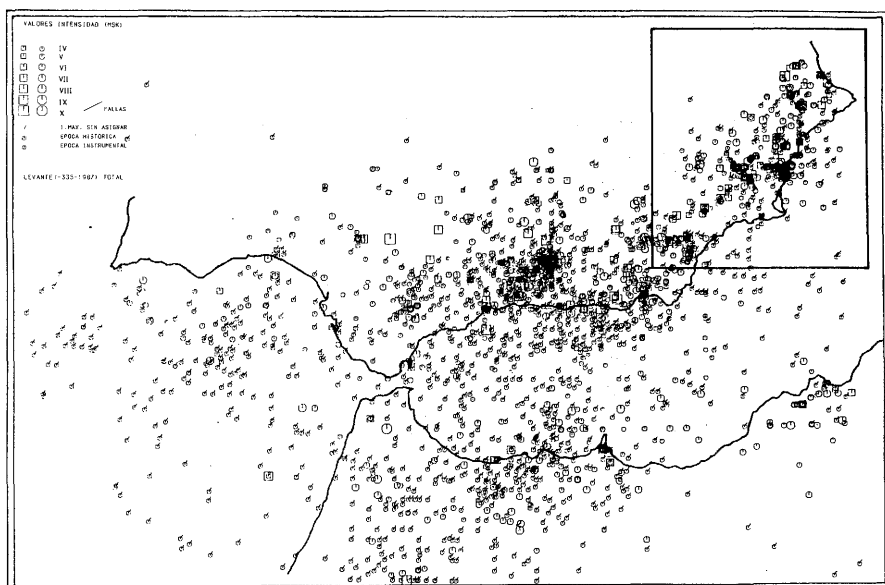 VALORES INTENSIDAD (MSK)
IV
V
VI
VII
VIII
IX
X
FALLAS
I.MAX. SIN ASIGNAR
EPOCA HISTORICA
EPOCA INSTRUMENTAL
LEVANTE(-335-1987) TOTAL